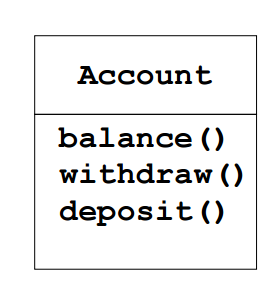 Account
balance()
withdraw()
deposit()